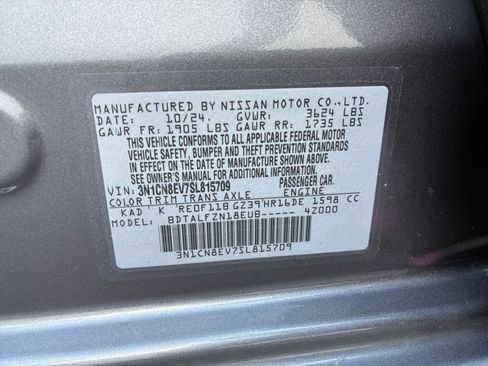 MANUFACTURED BY NISSAN MOTOR CO., LTD.
DATE: 10/24. GVWR: 3624 LBS
GAWR FR: 1905 LBS GAWR RR: 1735 LBS
THIS VEHICLE CONFORMS TO ALL APPLICABLE FEDERAL MOTOR
VEHICLE SAFETY, BUMPER AND THEFT PREVENTION STANDARDS
IN EFFECT ON THE DATE OF MANUFACTURE SHOWN ABOVE.
SEE OWNER'S MANUAL FOR ADDITIONAL INFORMATION.
VIN: 3N1CN8EV7SL815709 PASSENGER CAR.
COLOR TRIM TRANS AXLE ENGINE
KAD K RE0F11B GZ39 HR16DE 1598 CC
MODEL: BDTALFZN18EUB----- 42000
3N1CN8EV7SL815709